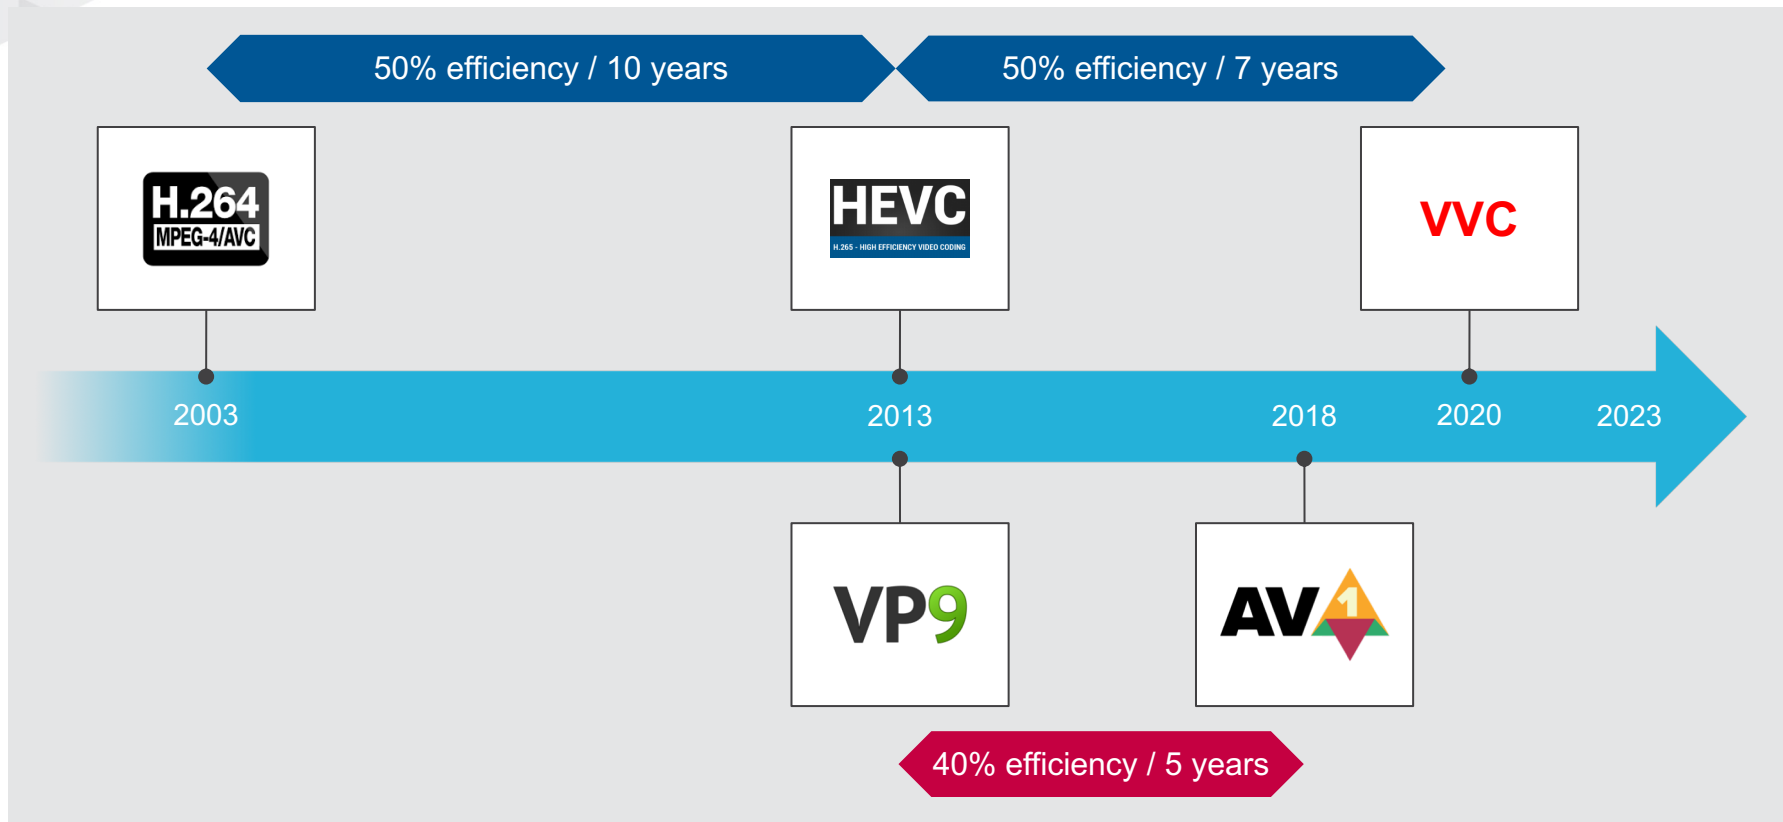 50% efficiency / 10 years
50% efficiency / 7 years
H.264
MPEG-4/AVC
HEVC
H.265 - HIGH EFFICIENCY VIDEO CODING
VVC
2003
2013
2018
2020
2023
VP9
AV1
40% efficiency / 5 years